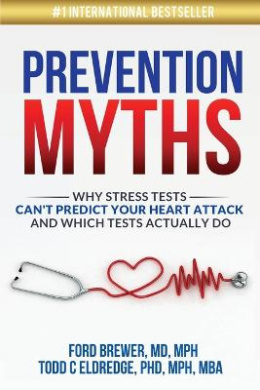 #1 INTERNATIONAL BESTSELLER
PREVENTION
MYTHS
WHY STRESS TESTS
CAN'T PREDICT YOUR HEART ATTACK
AND WHICH TESTS ACTUALLY DO
FORD BREWER, MD, MPH
TODD C ELDREDGE, PHD, MPH, MBA